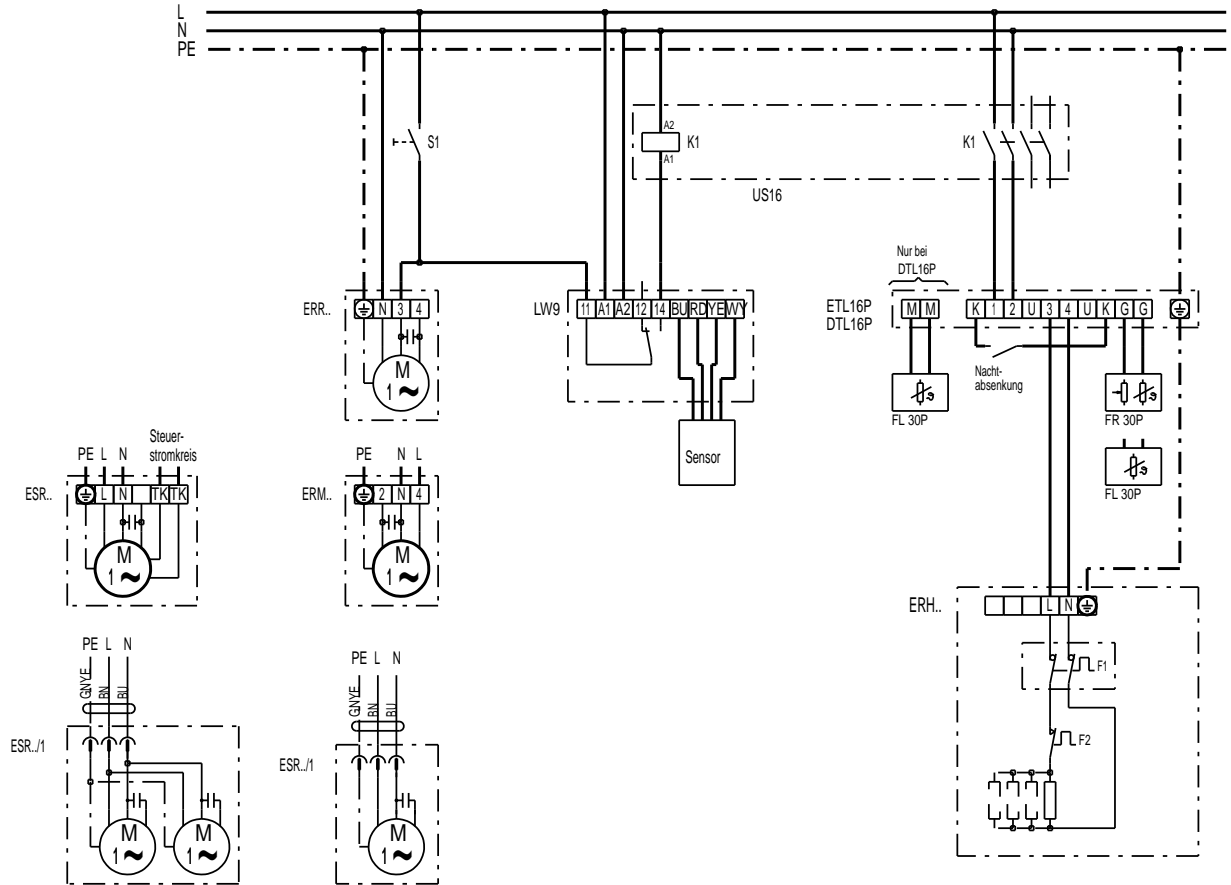 L
N
PE
S1
A2
K1
A1
K1
US16
Nur bei
DTL16P
ERR..
N 3 4
LW9
11 A1 A2 12 14 BU RD YE WY
ETL16P
DTL16P
M M
K 1 2 U 3 4 U K G G
M
1 ~
Nacht-
absenkung
FL 30P
FR 30P
Sensor
FL 30P
Steuer-
stromkreis
PE L N
ESR..
L N TK TK
M
1 ~
PE N L
ERM..
2 N 4
M
1 ~
ERH..
L N
F1
F2
PE L N
GNYE
BN
BU
ESR../1
M
1 ~
M
1 ~
PE L N
GNYE
BN
BU
ESR../1
M
1 ~